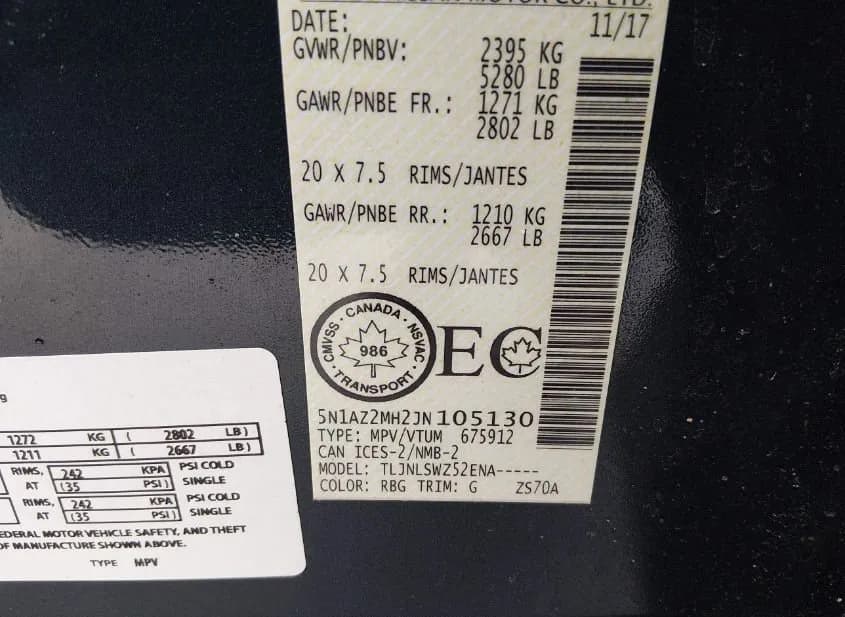 MOTOR CO., LTD.
DATE: 11/17
GVWR/PNBV: 2395 KG
5280 LB
GAWR/PNBE FR.: 1271 KG
2802 LB
20 X 7.5 RIMS/JANTES
GAWR/PNBE RR.: 1210 KG
2667 LB
20 X 7.5 RIMS/JANTES
CANADA · NSVAC · TRANSPORT · CMVSS ·
986
EC
5N1AZ2MH2JN105130
TYPE: MPV/VTUM 675912
CAN ICES-2/NMB-2
MODEL: TLJNLSWZ52ENA-----
COLOR: RBG TRIM: G ZS70A
g
1272 KG ( 2802 LB)
1211 KG ( 2667 LB)
RIMS, 242 KPA PSI COLD
AT (35 PSI) SINGLE
RIMS, 242 KPA PSI COLD
AT (35 PSI) SINGLE
EDERAL MOTOR VEHICLE SAFETY, AND THEFT
OF MANUFACTURE SHOWN ABOVE.
TYPE MPV